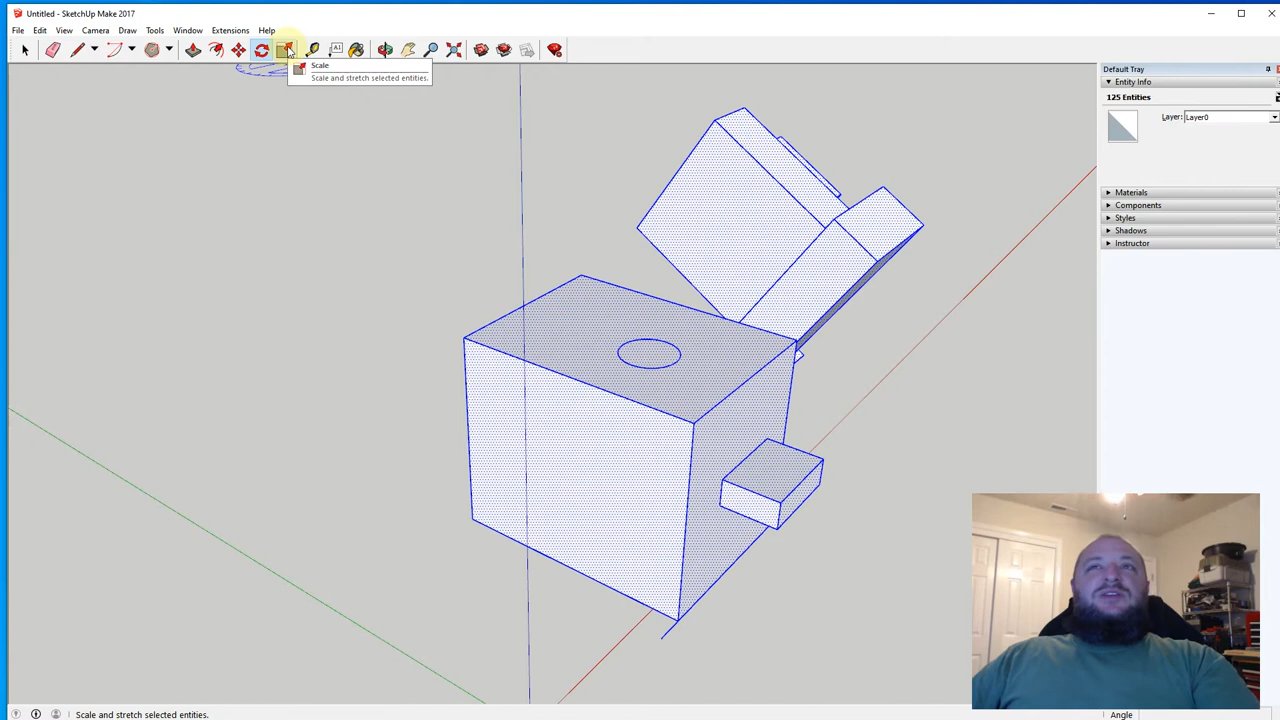 Untitled - SketchUp Make 2017
File Edit View Camera Draw Tools Window Extensions Help
A1
Scale
Scale and stretch selected entities.
Default Tray
Entity Info
125 Entities
Layer: Layer0
Materials
Components
Styles
Shadows
Instructor
Scale and stretch selected entities.
Angle